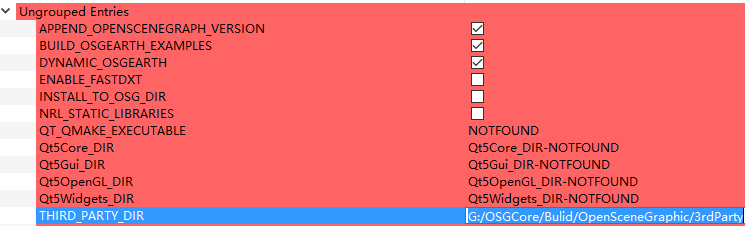 Ungrouped Entries
APPEND_OPENSCENEGRAPH_VERSION
BUILD_OSGEARTH_EXAMPLES
DYNAMIC_OSGEARTH
ENABLE_FASTDXT
INSTALL_TO_OSG_DIR
NRL_STATIC_LIBRARIES
QT_QMAKE_EXECUTABLE NOTFOUND
Qt5Core_DIR Qt5Core_DIR-NOTFOUND
Qt5Gui_DIR Qt5Gui_DIR-NOTFOUND
Qt5OpenGL_DIR Qt5OpenGL_DIR-NOTFOUND
Qt5Widgets_DIR Qt5Widgets_DIR-NOTFOUND
THIRD_PARTY_DIR G:/OSGCore/Bulid/OpenSceneGraphic/3rdParty